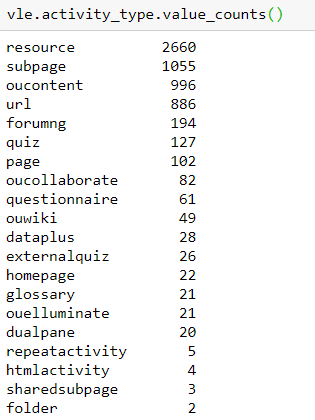 vle.activity_type.value_counts()
resource 2660
subpage 1055
oucontent 996
url 886
forumng 194
quiz 127
page 102
oucollaborate 82
questionnaire 61
ouwiki 49
dataplus 28
externalquiz 26
homepage 22
glossary 21
ouelluminate 21
dualpane 20
repeatactivity 5
htmlactivity 4
sharedsubpage 3
folder 2